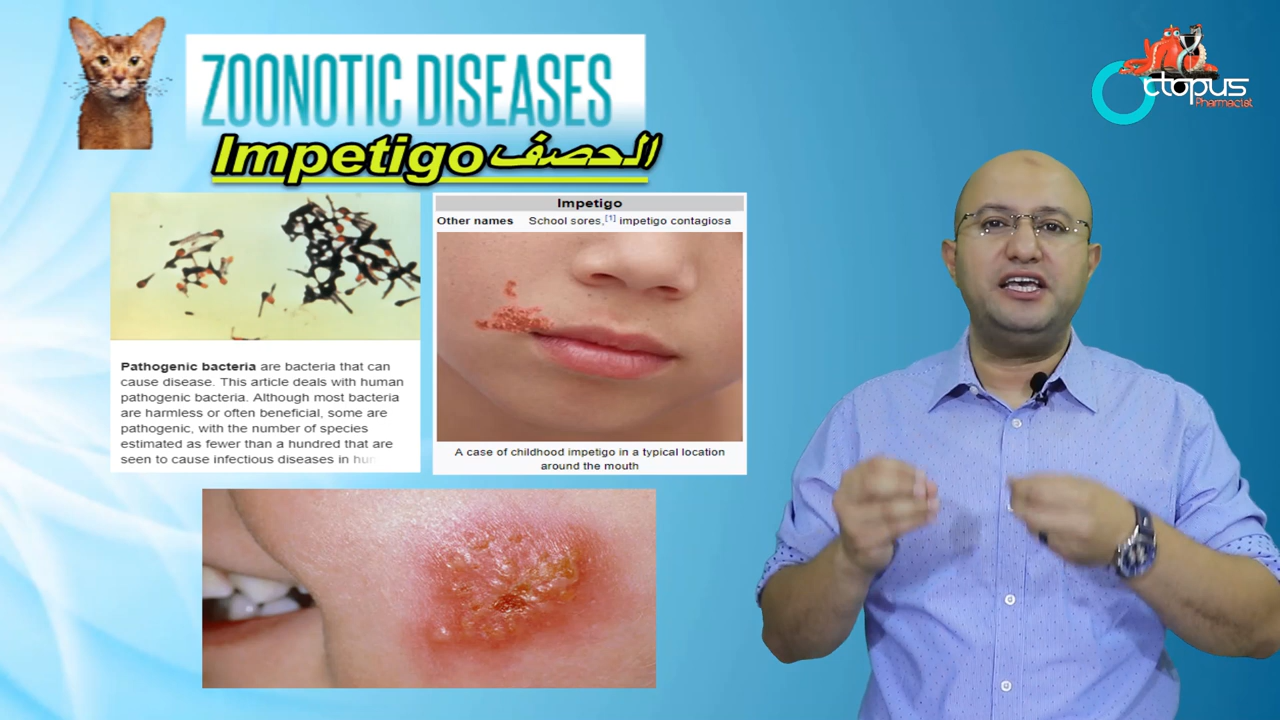 ZOONOTIC DISEASES
Impetigo الحصف
Impetigo
Other names School sores,[1] impetigo contagiosa
Pathogenic bacteria are bacteria that can
cause disease. This article deals with human
pathogenic bacteria. Although most bacteria
are harmless or often beneficial, some are
pathogenic, with the number of species
estimated as fewer than a hundred that are
seen to cause infectious diseases in hum
A case of childhood impetigo in a typical location
around the mouth
Octopus
Pharmacist